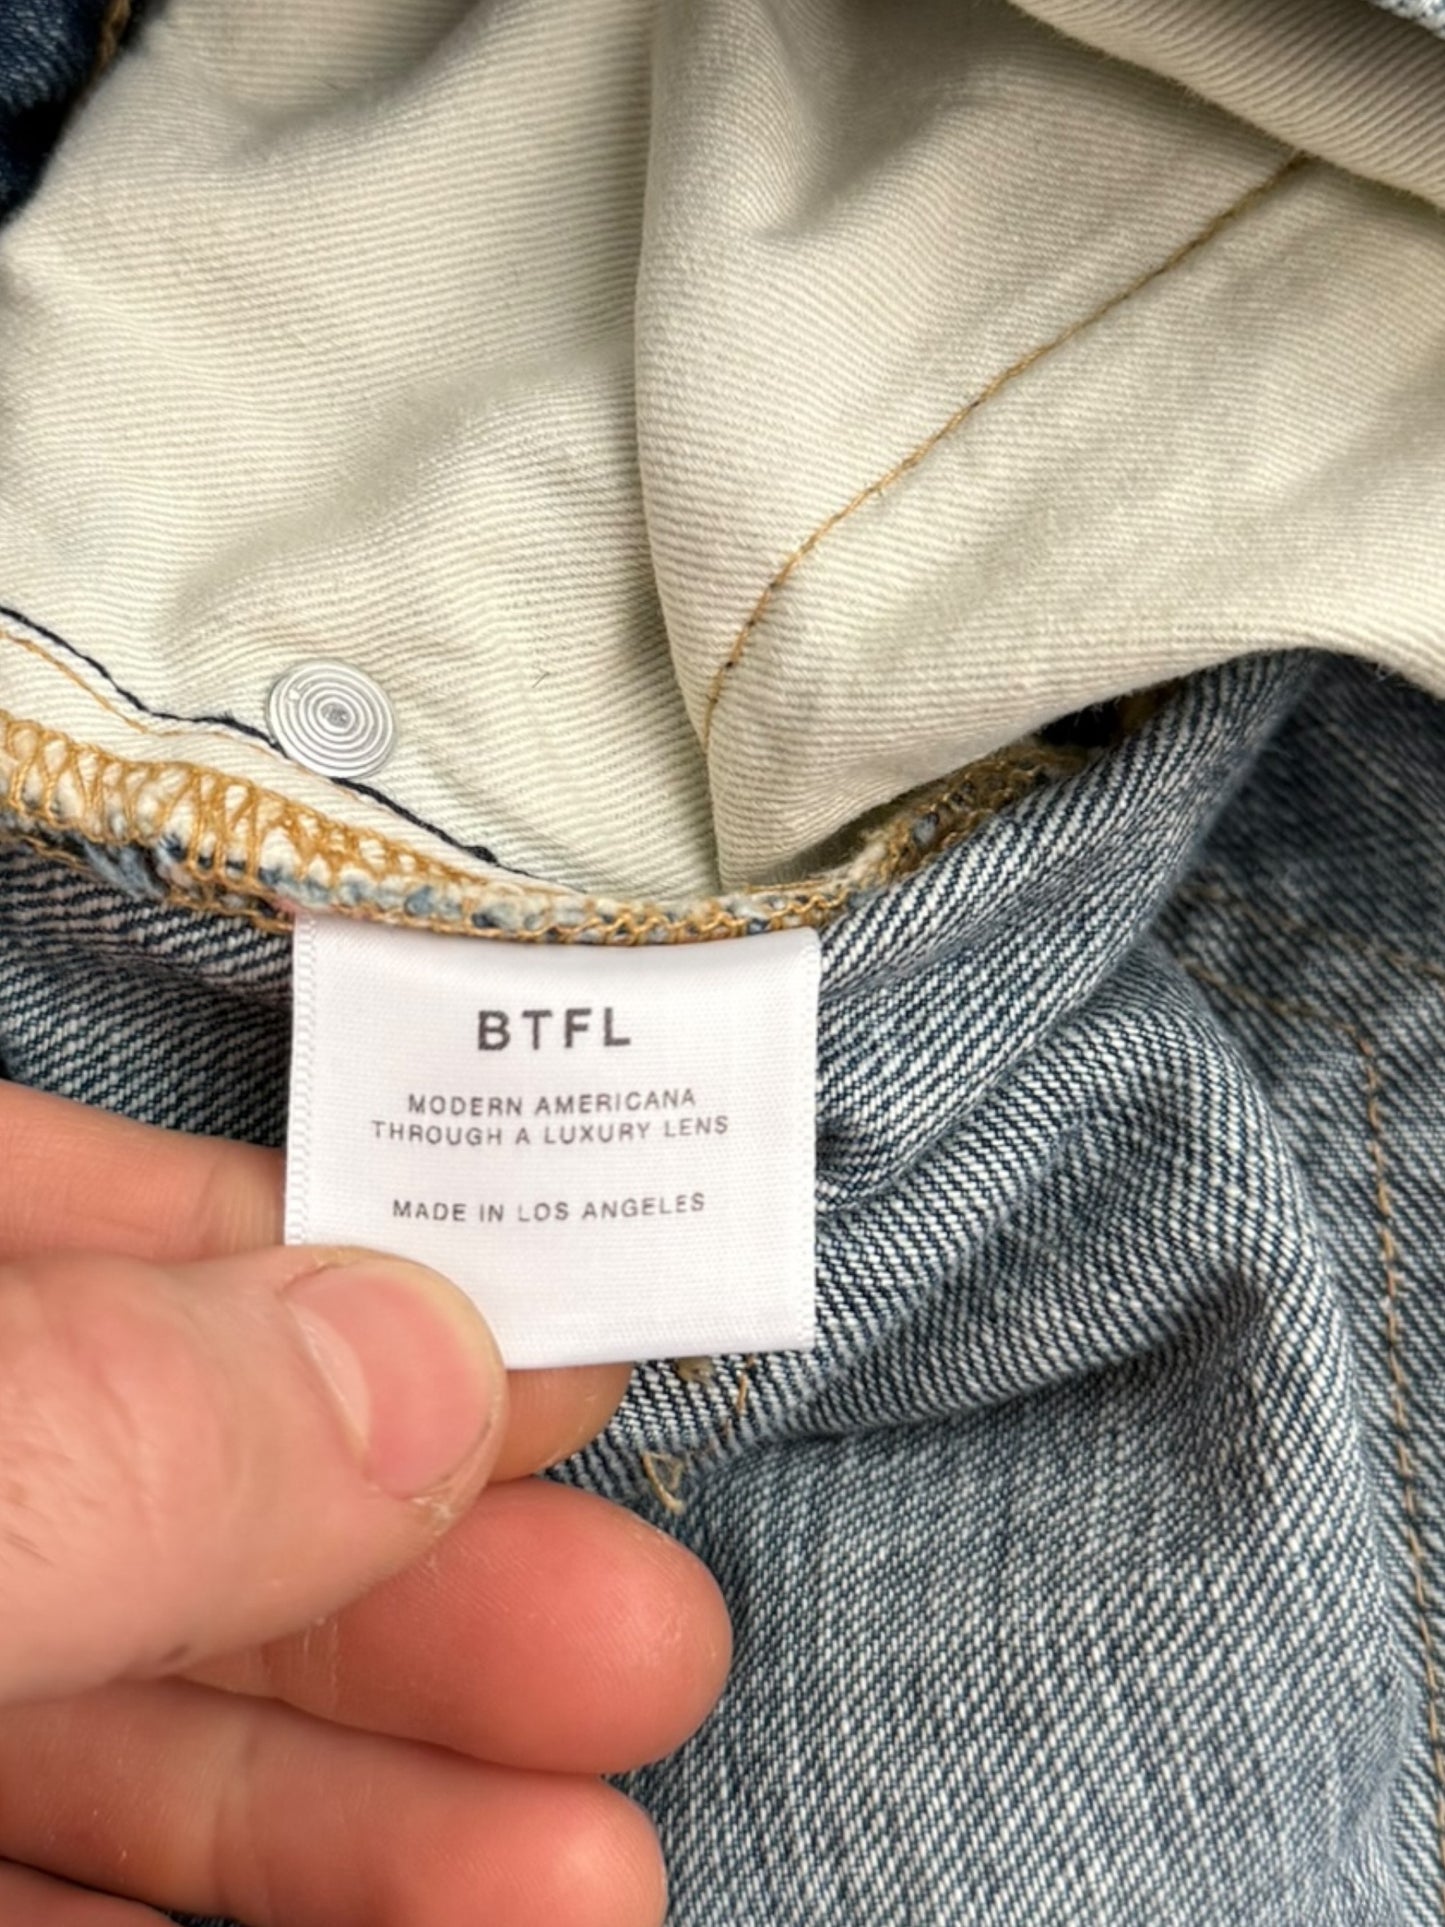 BTFL
MODERN AMERICANA
THROUGH A LUXURY LENS
MADE IN LOS ANGELES